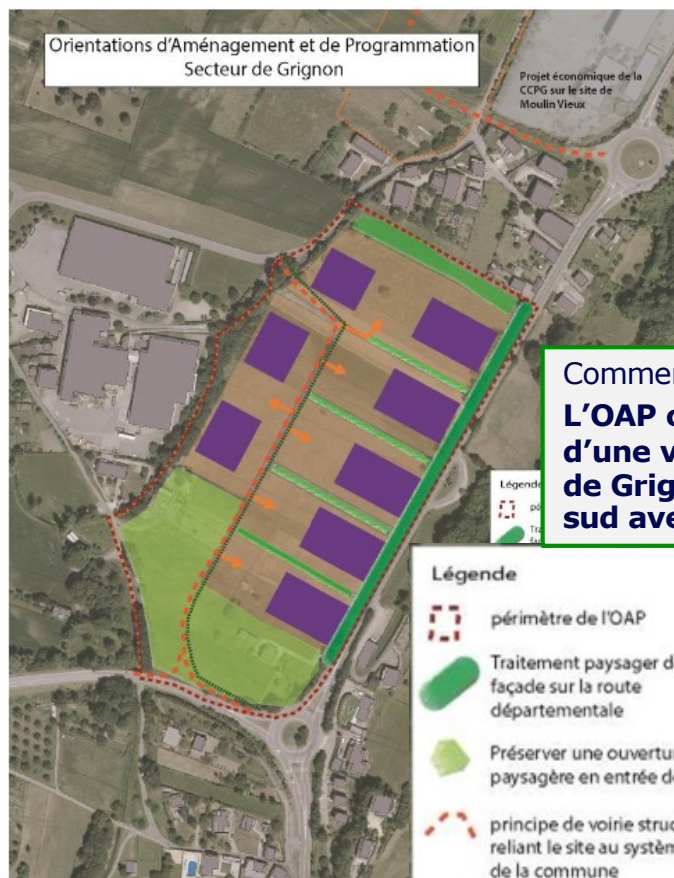 Orientations d'Aménagement et de Programmation
Secteur de Grignon
Projet économique de la
CCPG sur le site de
Moulin Vieux
Commen
L'OAP
d'une
de Grig
sud ave
Légende
Légende
périmètre de l'OAP
Traitement paysager d
façade sur la route
départementale
Préserver une ouvertu
paysagère en entrée d
principe de voirie struc
reliant le site au systèm
de la commune